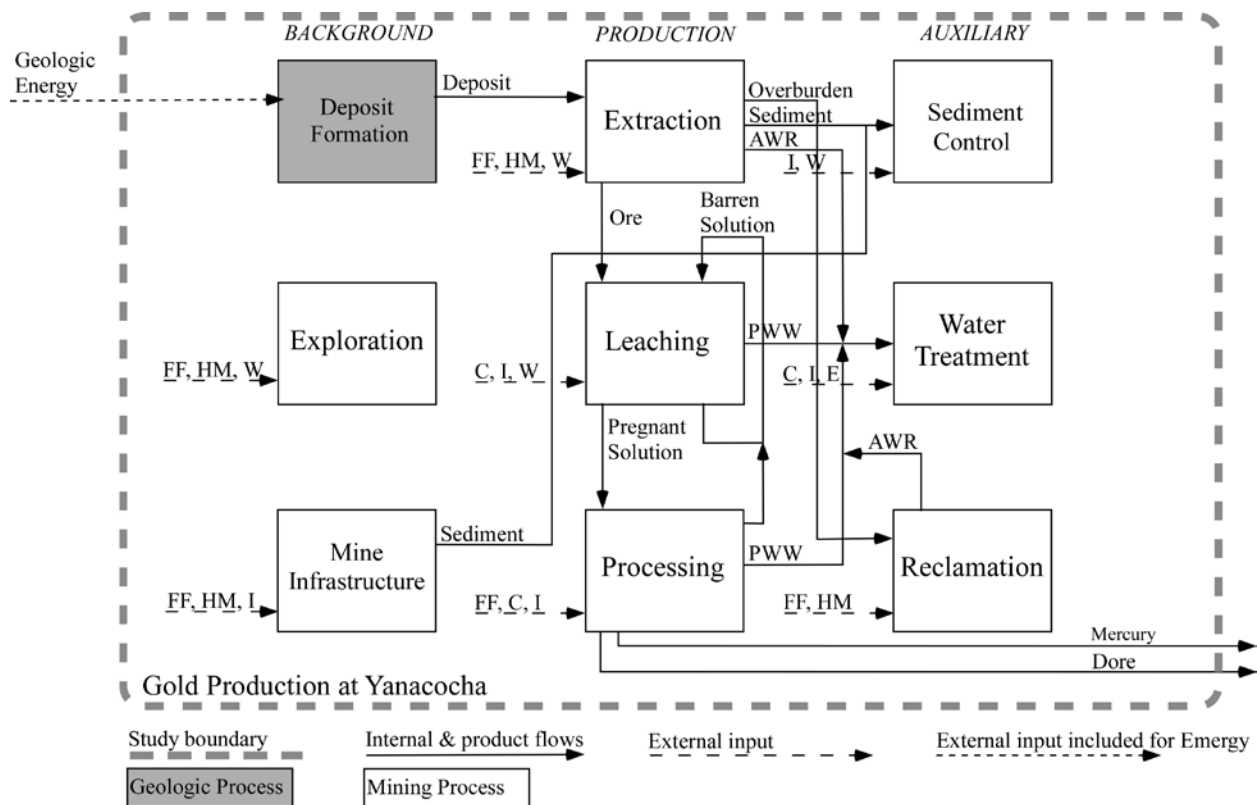 BACKGROUND
PRODUCTION
AUXILIARY
Geologic
Energy
Deposit
Formation
Deposit
Extraction
Overburden
Sediment
AWR
Sediment
Control
FF, HM, W
I, W
Ore
Barren
Solution
Exploration
Leaching
PWW
Water
Treatment
FF, HM, W
C, I, W
C, I, E
Pregnant
Solution
AWR
Mine
Infrastructure
Sediment
Processing
PWW
Reclamation
FF, HM, I
FF, C, I
FF, HM
Mercury
Dore
Gold Production at Yanacocha
Study boundary
Internal & product flows
External input
External input included for Emergy
Geologic Process
Mining Process